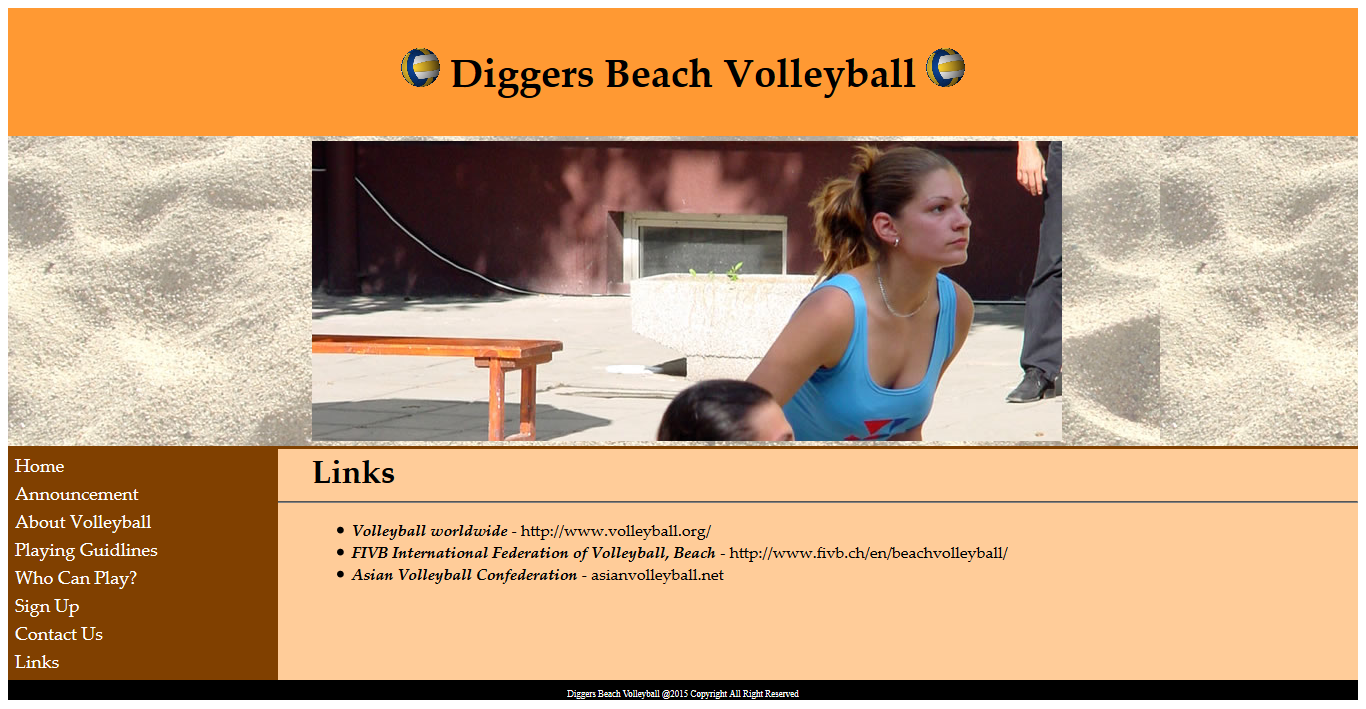 Diggers Beach Volleyball
Home
Announcement
About Volleyball
Playing Guidlines
Who Can Play?
Sign Up
Contact Us
Links
Links
Volleyball worldwide - http://www.volleyball.org/
FIVB International Federation of Volleyball, Beach - http://www.fivb.ch/en/beachvolleyball/
Asian Volleyball Confederation - asianvolleyball.net
Diggers Beach Volleyball @2015 Copyright All Right Reserved